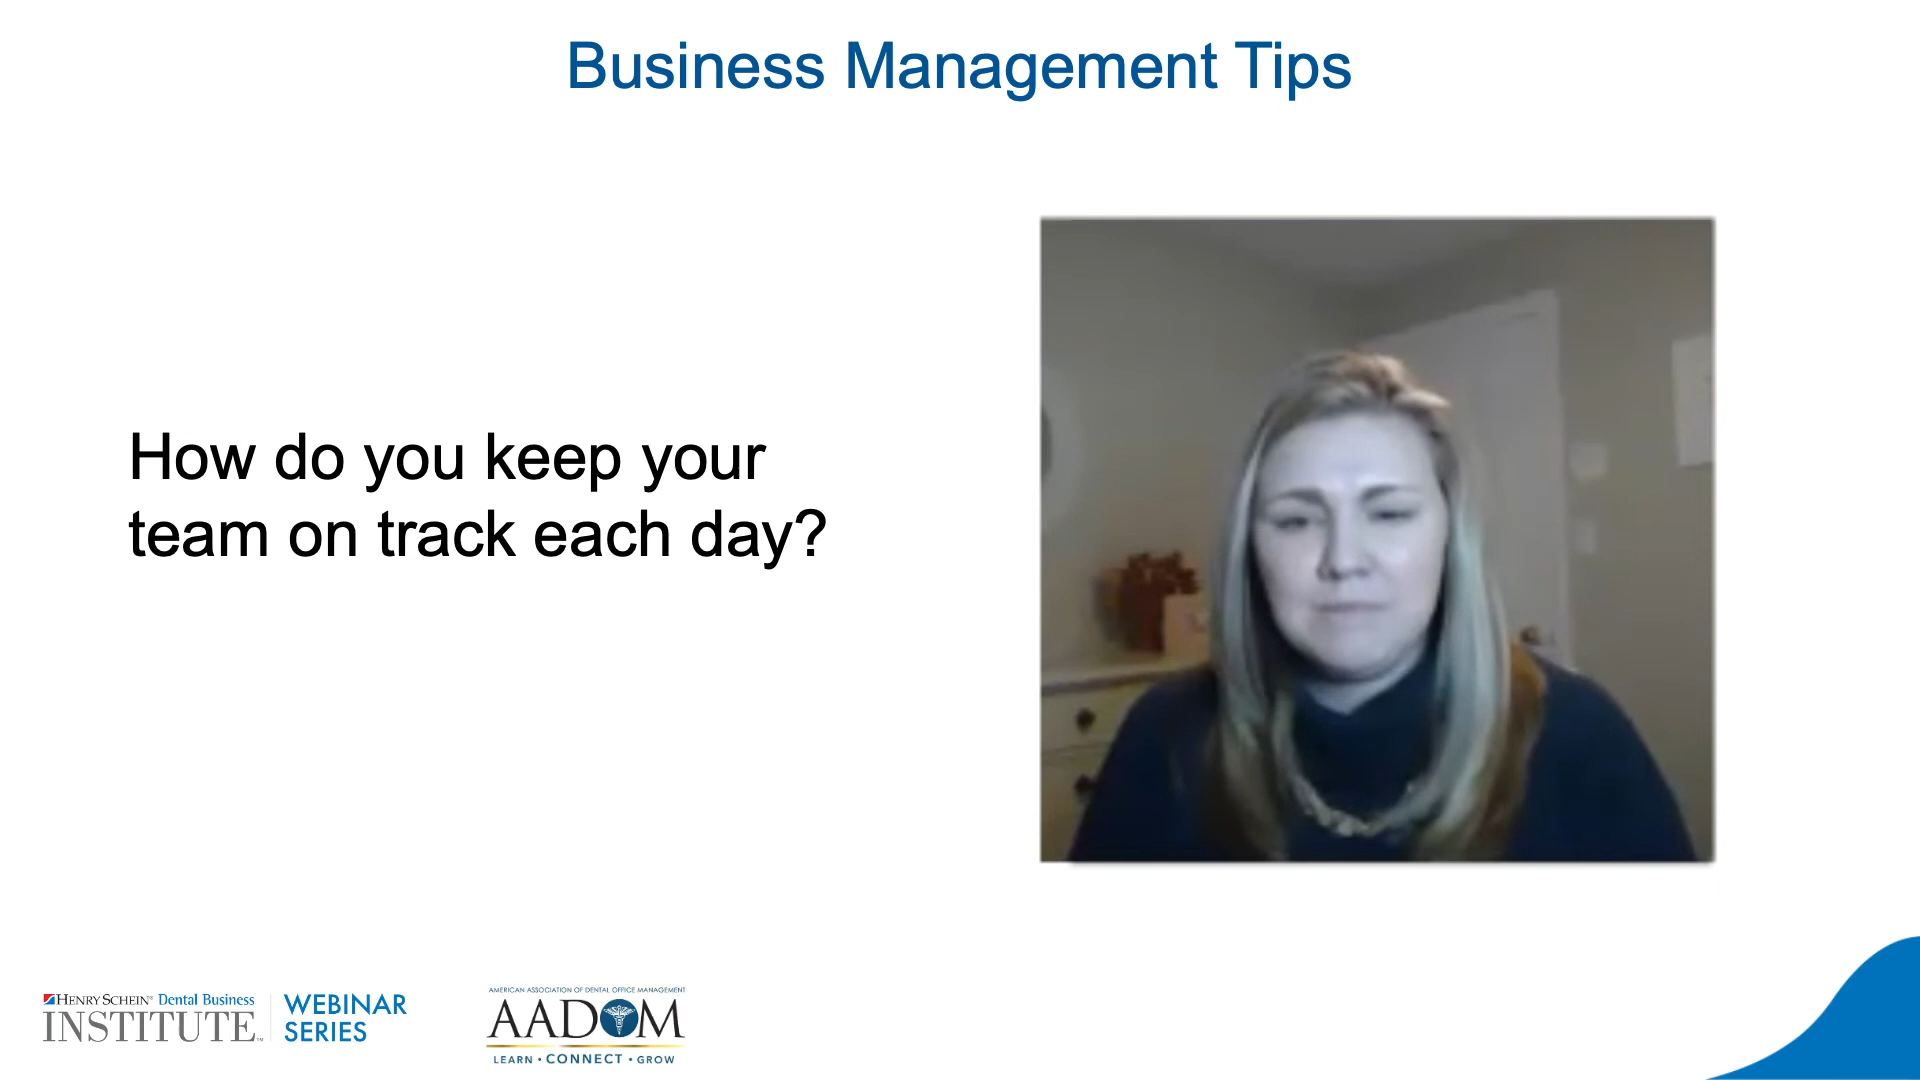 Business Management Tips
How do you keep your
team on track each day?
HENRY SCHEIN® Dental Business
INSTITUTE™
WEBINAR
SERIES
AMERICAN ASSOCIATION OF DENTAL OFFICE MANAGEMENT
AADOM
LEARN • CONNECT • GROW